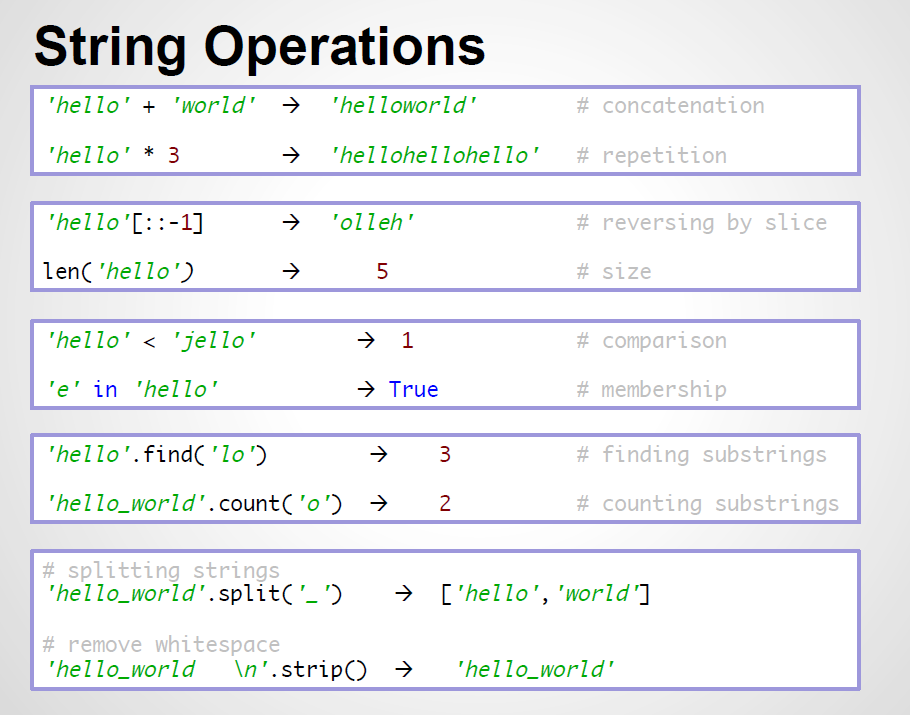 String Operations
'hello' + 'world' → 'helloworld' # concatenation
'hello' * 3 → 'hellohellohello' # repetition
'hello'[::-1] → 'olleh' # reversing by slice
len('hello') → 5 # size
'hello' < 'jello' → 1 # comparison
'e' in 'hello' → True # membership
'hello'.find('lo') → 3 # finding substrings
'hello_world'.count('o') → 2 # counting substrings
# splitting strings
'hello_world'.split('_') → ['hello','world']
# remove whitespace
'hello_world   \n'.strip() → 'hello_world'